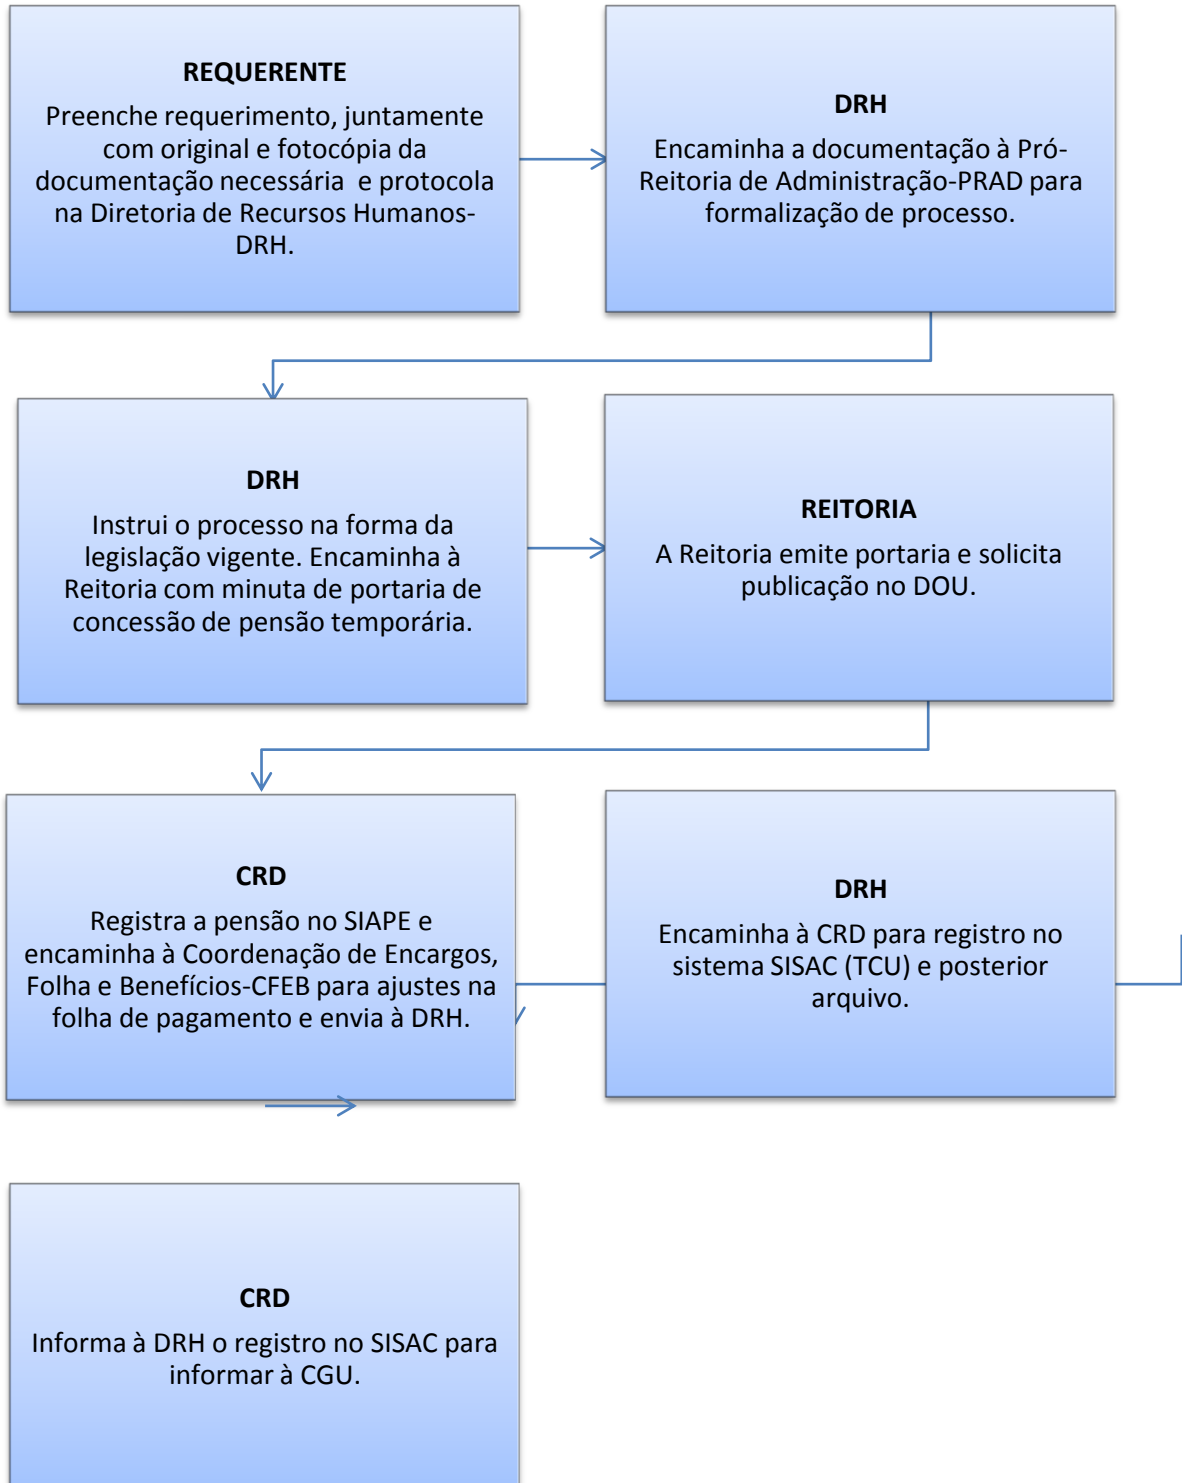 REQUERENTE
Preenche requerimento, juntamente
com original e fotocópia da
documentação necessária e protocola
na Diretoria de Recursos Humanos-
DRH.
DRH
Encaminha a documentação à Pró-
Reitoria de Administração-PRAD para
formalização de processo.
DRH
Instrui o processo na forma da
legislação vigente. Encaminha à
Reitoria com minuta de portaria de
concessão de pensão temporária.
REITORIA
A Reitoria emite portaria e solicita
publicação no DOU.
CRD
Registra a pensão no SIAPE e
encaminha à Coordenação de Encargos,
Folha e Benefícios-CFEB para ajustes na
folha de pagamento e envia à DRH.
DRH
Encaminha à CRD para registro no
sistema SISAC (TCU) e posterior
arquivo.
CRD
Informa à DRH o registro no SISAC para
informar à CGU.